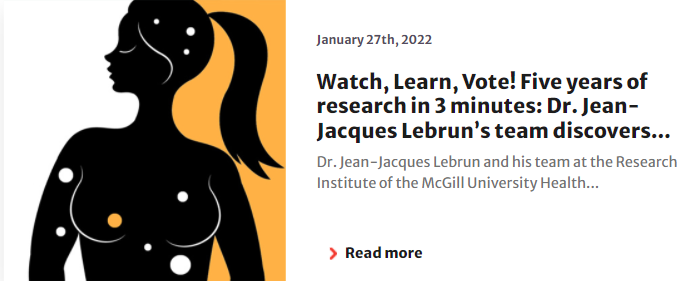 January 27th, 2022
Watch, Learn, Vote! Five years of
research in 3 minutes: Dr. Jean-
Jacques Lebrun’s team discovers...
Dr. Jean-Jacques Lebrun and his team at the Research
Institute of the McGill University Health...
Read more